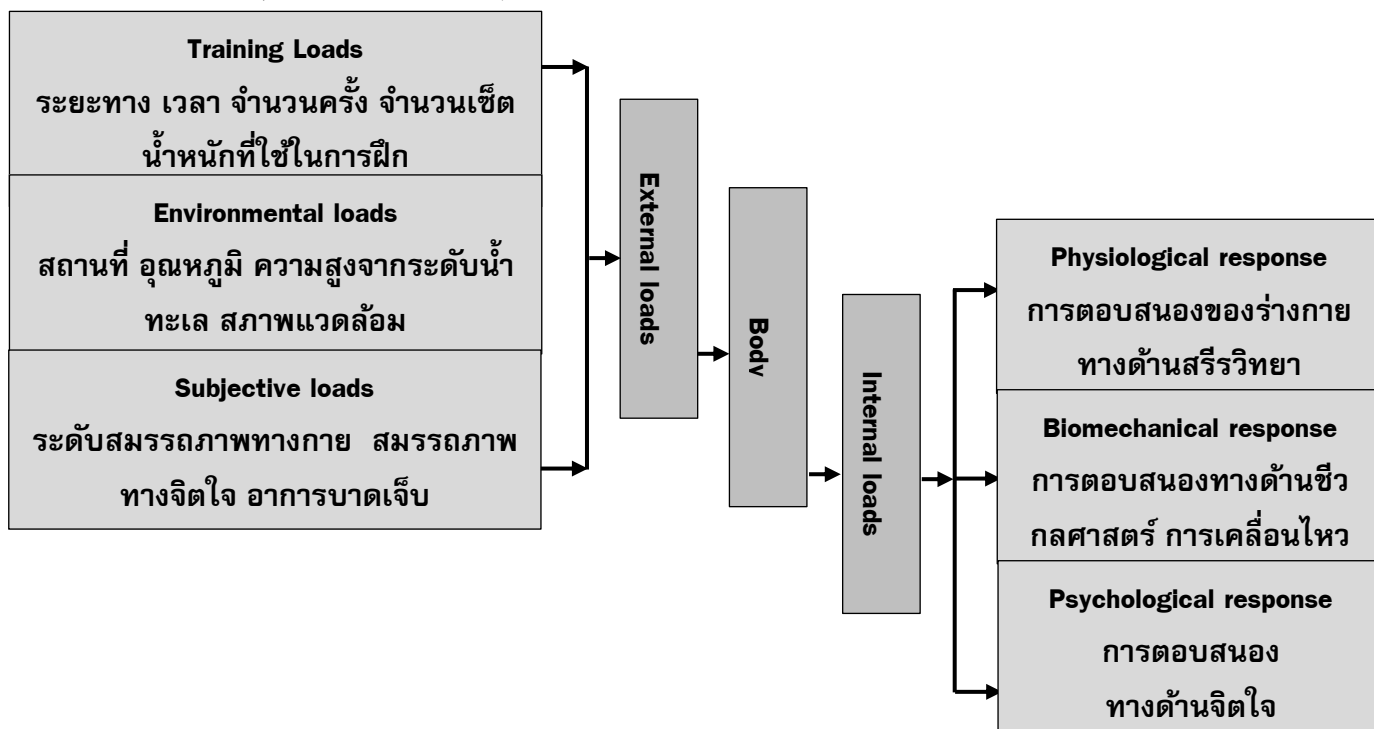 Training Loads
ระยะทาง เวลา จำนวนครั้ง จำนวนเซ็ต
น้ำหนักที่ใช้ในการฝึก
Environmental loads
สถานที่ อุณหภูมิ ความสูงจากระดับน้ำ
ทะเล สภาพแวดล้อม
Subjective loads
ระดับสมรรถภาพทางกาย สมรรถภาพ
ทางจิตใจ อาการบาดเจ็บ
External loads
Body
Internal loads
Physiological response
การตอบสนองของร่างกาย
ทางด้านสรีรวิทยา
Biomechanical response
การตอบสนองทางด้านชีว
กลศาสตร์ การเคลื่อนไหว
Psychological response
การตอบสนอง
ทางด้านจิตใจ